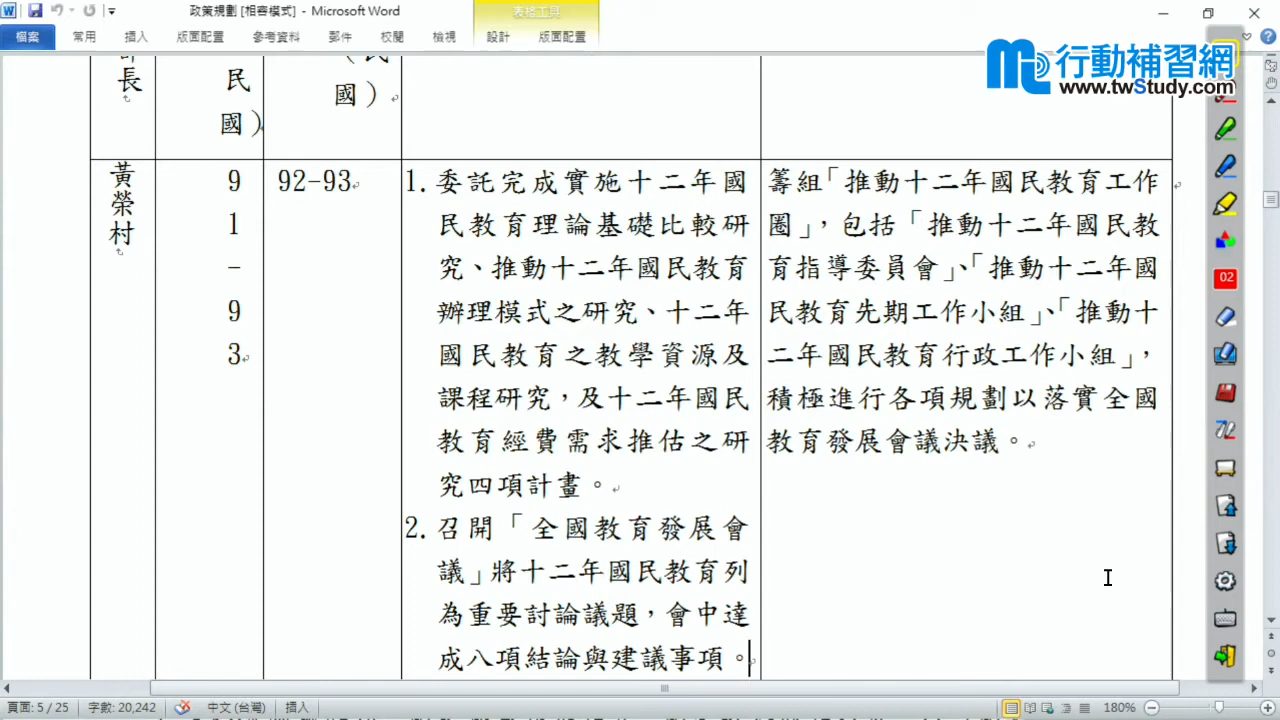 政策規劃 [相容模式] - Microsoft Word
表格工具
檔案 常用 插入 版面配置 參考資料 郵件 校閱 檢視 設計 版面配置
行動補習網
www.twStudy.com
部長
民
國)
(民
國)
黃榮村
9
1
-
9
3
92-93
1.委託完成實施十二年國
民教育理論基礎比較研
究、推動十二年國民教育
辦理模式之研究、十二年
國民教育之教學資源及
課程研究,及十二年國民
教育經費需求推估之研
究四項計畫。
2.召開「全國教育發展會
議」將十二年國民教育列
為重要討論議題,會中達
成八項結論與建議事項。
籌組「推動十二年國民教育工作
圈」,包括「推動十二年國民教
育指導委員會」、「推動十二年國
民教育先期工作小組」、「推動十
二年國民教育行政工作小組」,
積極進行各項規劃以落實全國
教育發展會議決議。
02
頁面: 5 / 25 字數: 20,242 中文 (台灣) 插入 180%